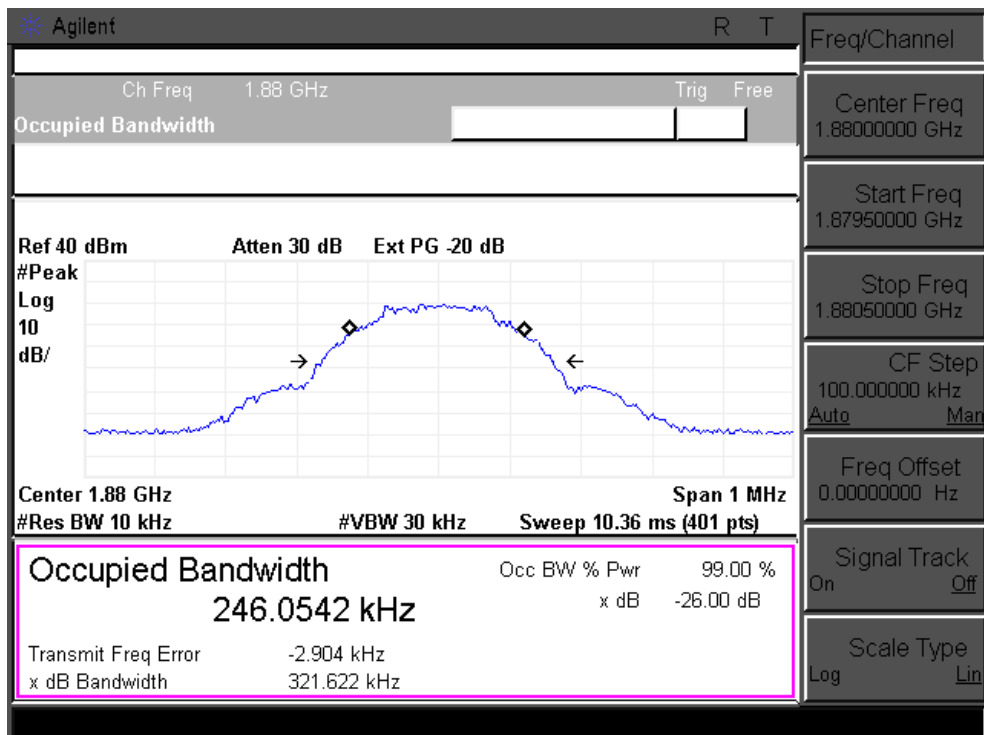 Agilent R T
Ch Freq 1.88 GHz Trig Free
Occupied Bandwidth
Ref 40 dBm Atten 30 dB Ext PG -20 dB
#Peak
Log
10
dB/
Center 1.88 GHz Span 1 MHz
#Res BW 10 kHz #VBW 30 kHz Sweep 10.36 ms (401 pts)
Occupied Bandwidth Occ BW % Pwr 99.00 %
246.0542 kHz x dB -26.00 dB
Transmit Freq Error -2.904 kHz
x dB Bandwidth 321.622 kHz
Freq/Channel
Center Freq
1.88000000 GHz
Start Freq
1.87950000 GHz
Stop Freq
1.88050000 GHz
CF Step
100.000000 kHz
Auto Man
Freq Offset
0.00000000 Hz
Signal Track
On Off
Scale Type
Log Lin